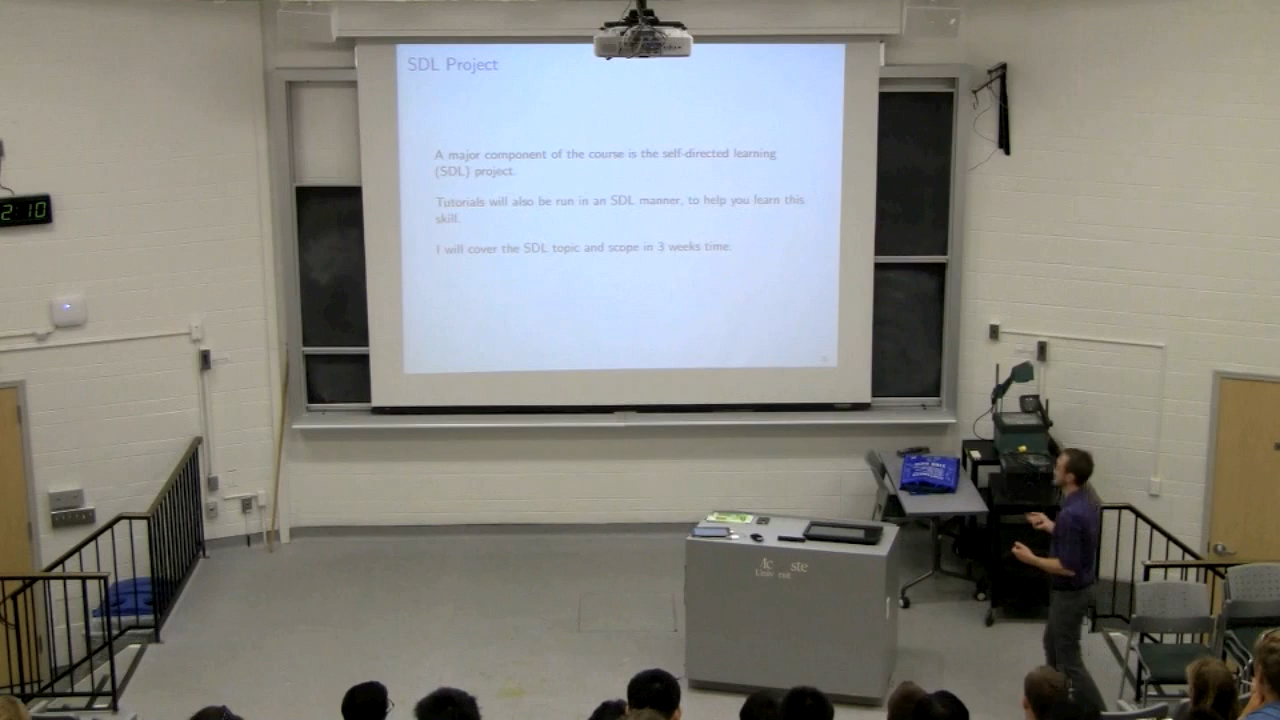 SDL Project
A major component of the course is the self-directed learning
(SDL) project.
Tutorials will also be run in an SDL manner, to help you learn this
skill.
I will cover the SDL topic and scope in 3 weeks time.
2:10